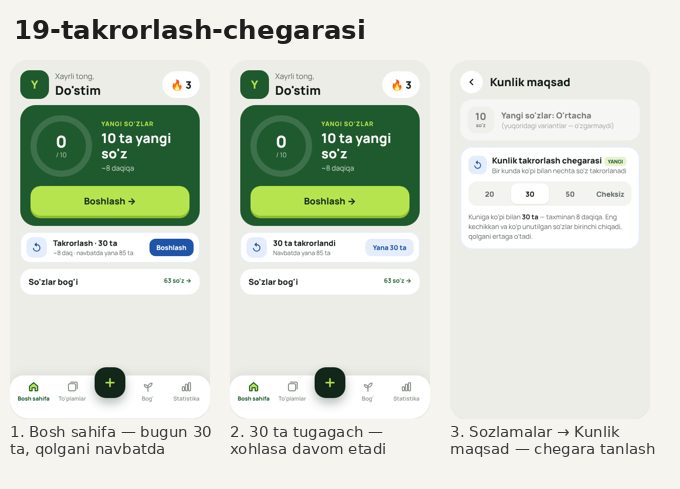 19-takrorlash-chegarasi
Y
Xayrli tong,
Do'stim
🔥 3
YANGI SO'ZLAR
0
/ 10
10 ta yangi
so'z
~8 daqiqa
Boshlash →
Takrorlash · 30 ta
~8 daq · navbatda yana 85 ta
Boshlash
So'zlar bog'i
63 so'z →
+
Bosh sahifa
To'plamlar
Bog'
Statistika
1. Bosh sahifa — bugun 30
ta, qolgani navbatda
Y
Xayrli tong,
Do'stim
🔥 3
YANGI SO'ZLAR
0
/ 10
10 ta yangi
so'z
~8 daqiqa
Boshlash →
30 ta takrorlandi
Navbatda yana 85 ta
Yana 30 ta
So'zlar bog'i
63 so'z →
+
Bosh sahifa
To'plamlar
Bog'
Statistika
2. 30 ta tugagach —
xohlasa davom etadi
Kunlik maqsad
10
so'z
Yangi so'zlar: O'rtacha
(yuqoridagi variantlar — o'zgarmaydi)
Kunlik takrorlash chegarasi YANGI
Bir kunda ko'pi bilan nechta so'z takrorlanadi
20 30 50 Cheksiz
Kuniga ko'pi bilan 30 ta — taxminan 8 daqiqa. Eng
kechikkan va ko'p unutilgan so'zlar birinchi chiqadi,
qolgani ertaga o'tadi.
3. Sozlamalar → Kunlik
maqsad — chegara tanlash